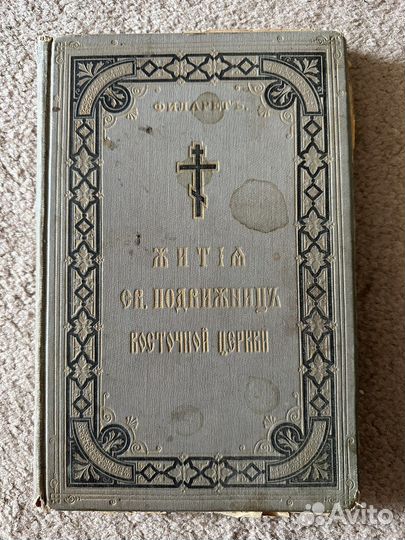 ФИЛАРЕТЪ.
ЖИТІЯ
СВ. ПОДВИЖНИЦЪ
ВОСТОЧНОЙ ЦЕРКВИ
Avito